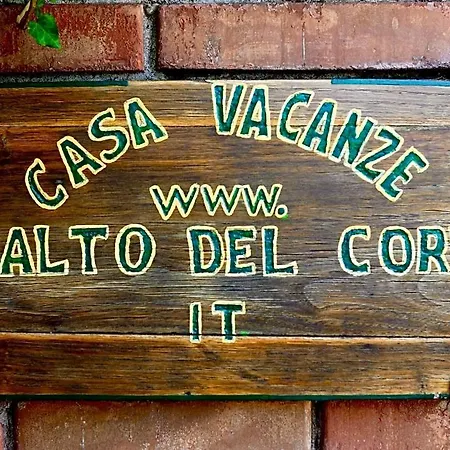 CASA VACANZE
WWW.
ALTO DEL COR
IT